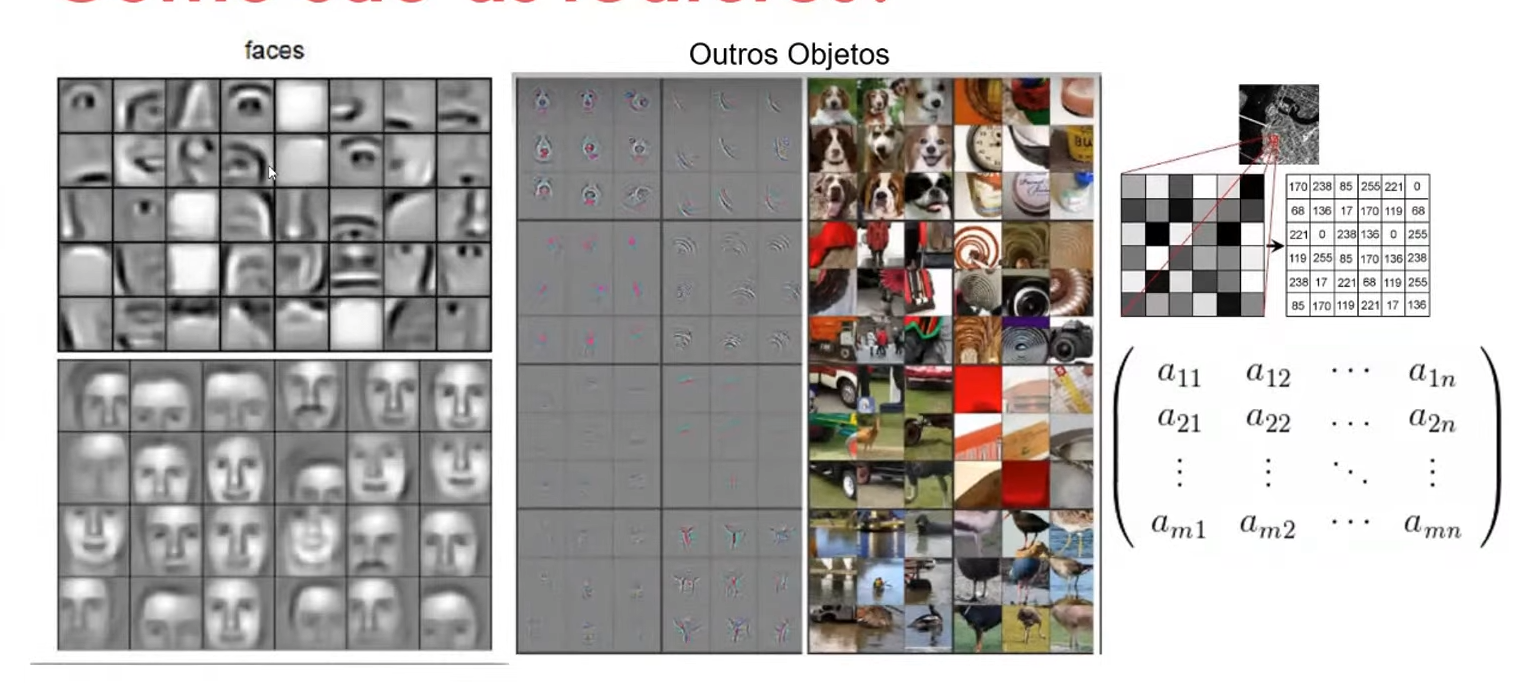 faces
Outros Objetos
170 238 85 255 221 0
68 136 17 170 119 68
221 0 238 136 0 255
119 255 85 170 136 238
238 17 221 68 119 255
85 170 119 221 17 136
a11 a12 ··· a1n
a21 a22 ... a2n
⋮ ⋮ ⋱ ⋮
am1 am2 ··· amn